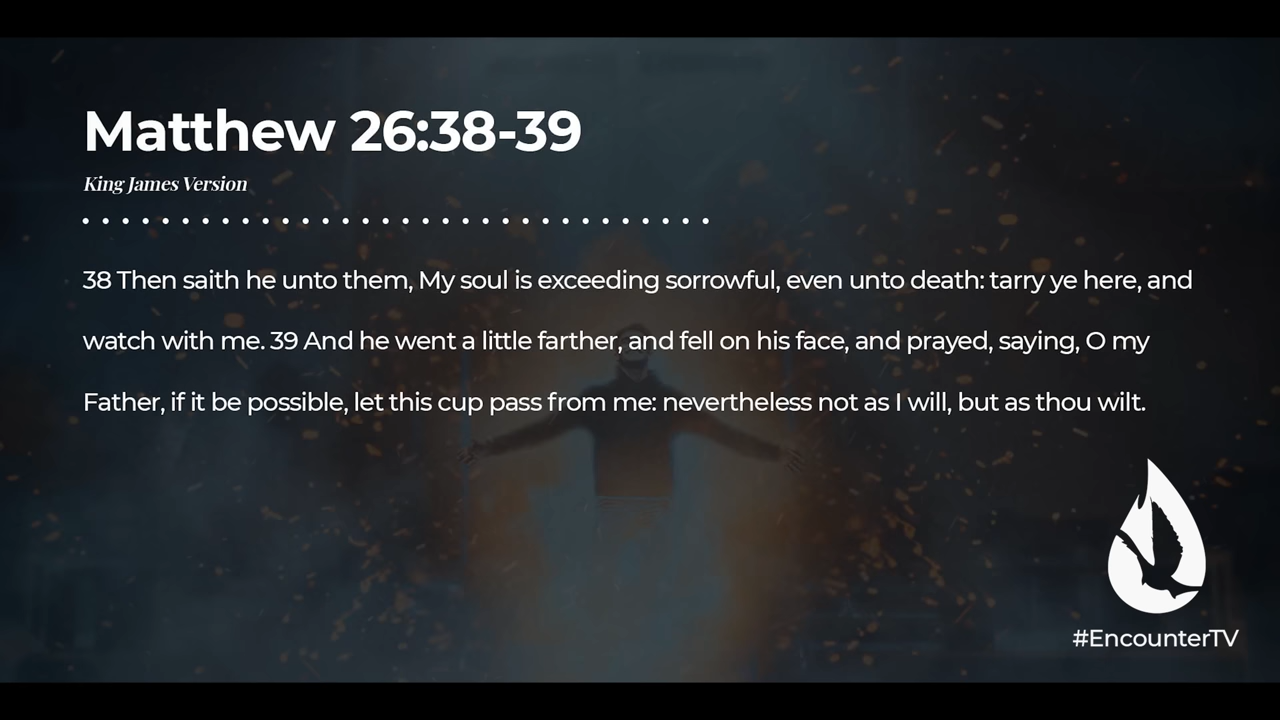 Matthew 26:38-39
King James Version
38 Then saith he unto them, My soul is exceeding sorrowful, even unto death: tarry ye here, and
watch with me. 39 And he went a little farther, and fell on his face, and prayed, saying, O my
Father, if it be possible, let this cup pass from me: nevertheless not as I will, but as thou wilt.
#EncounterTV